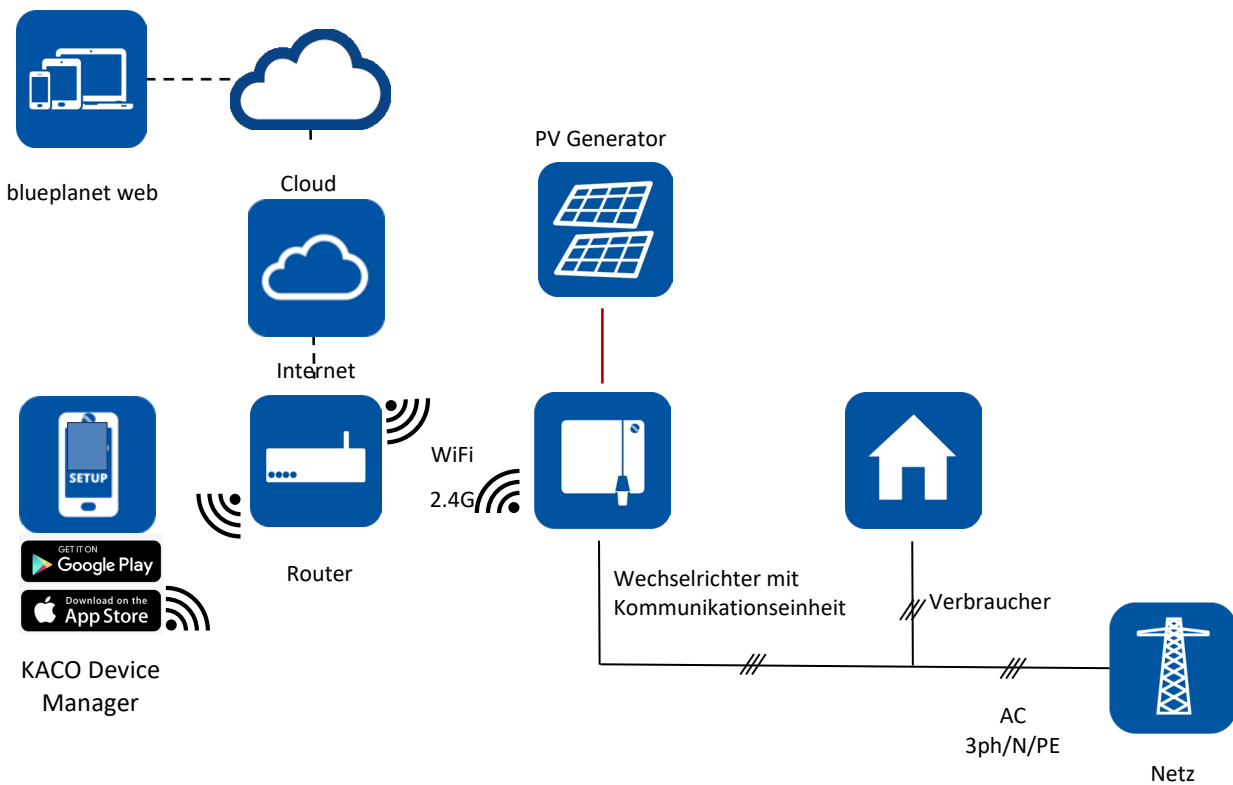 blueplanet web
Cloud
PV Generator
Internet
SETUP
GET IT ON
Google Play
Download on the
App Store
KACO Device
Manager
Router
WiFi
2.4G
Wechselrichter mit
Kommunikationseinheit
Verbraucher
AC
3ph/N/PE
Netz